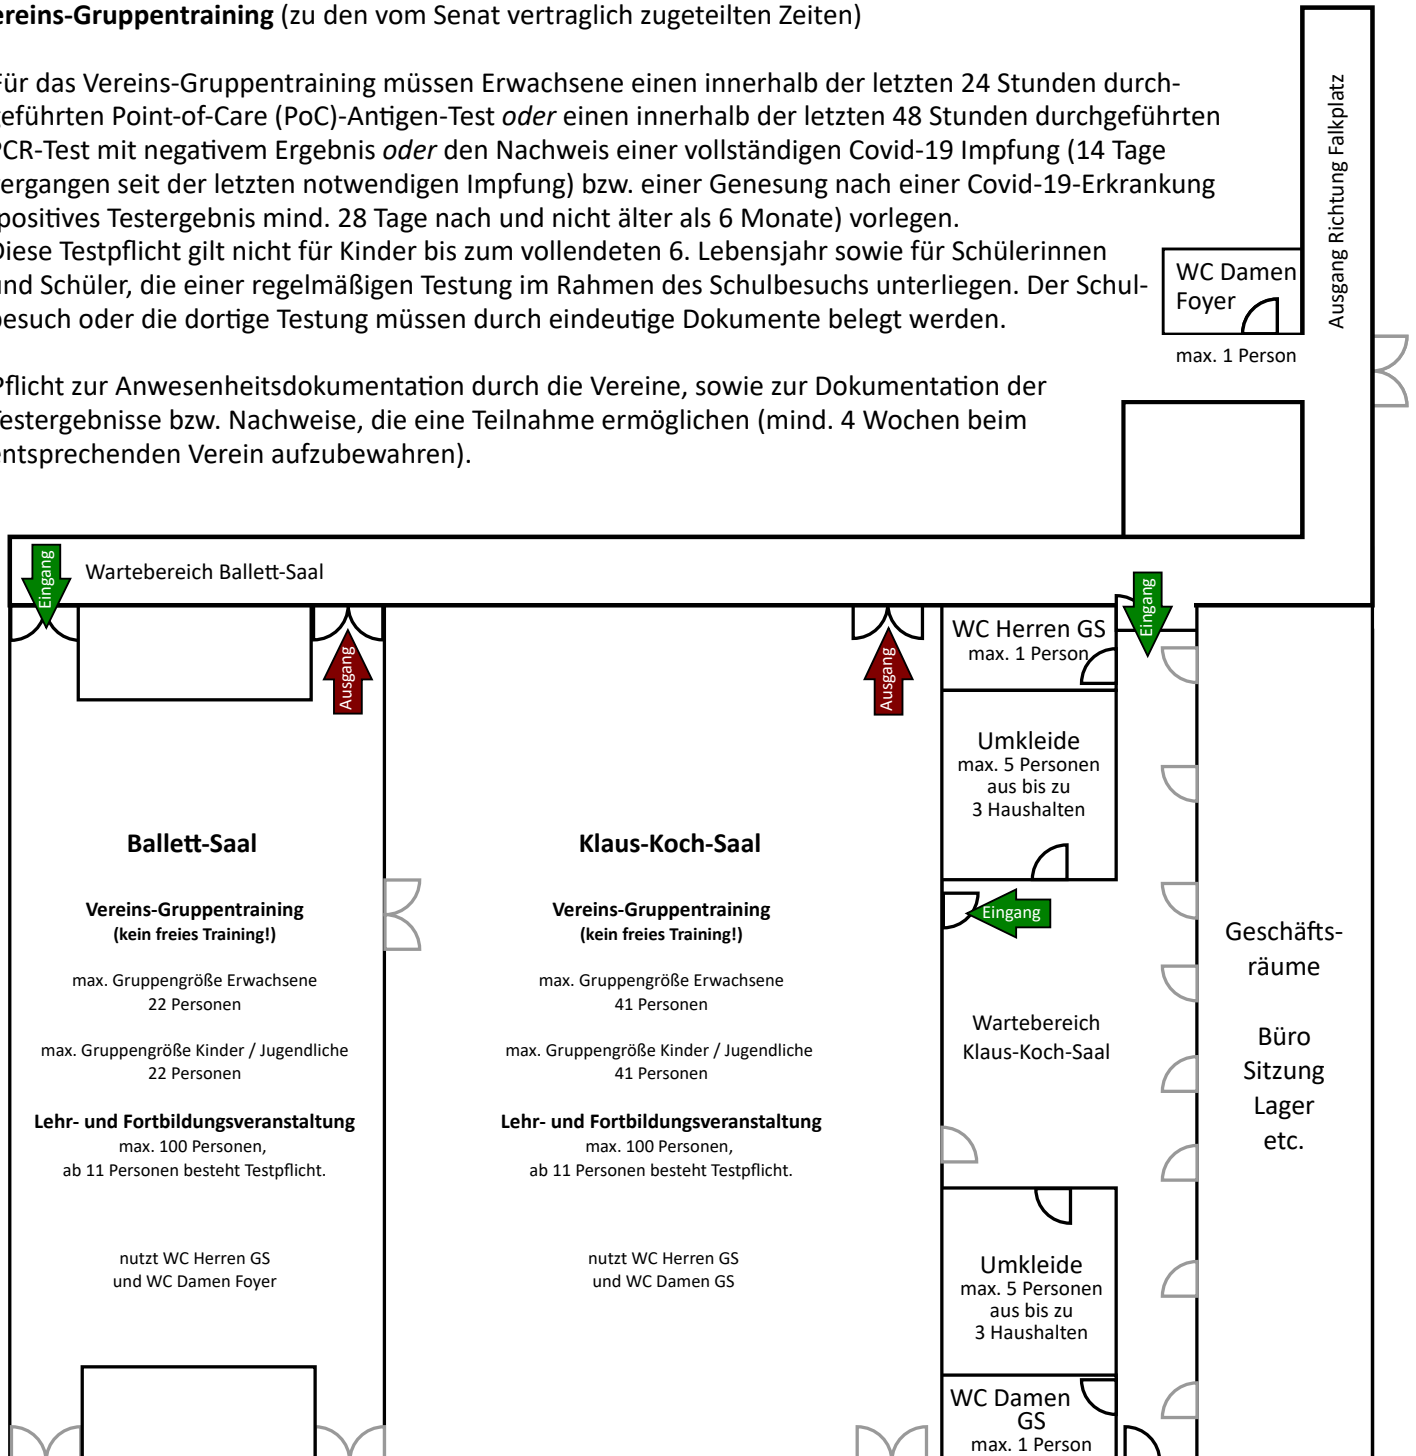 ereins-Gruppentraining (zu den vom Senat vertraglich zugeteilten Zeiten)
Für das Vereins-Gruppentraining müssen Erwachsene einen innerhalb der letzten 24 Stunden durch-
geführten Point-of-Care (PoC)-Antigen-Test oder einen innerhalb der letzten 48 Stunden durchgeführten
PCR-Test mit negativem Ergebnis oder den Nachweis einer vollständigen Covid-19 Impfung (14 Tage
vergangen seit der letzten notwendigen Impfung) bzw. einer Genesung nach einer Covid-19-Erkrankung
(positives Testergebnis mind. 28 Tage nach und nicht älter als 6 Monate) vorlegen.
Diese Testpflicht gilt nicht für Kinder bis zum vollendeten 6. Lebensjahr sowie für Schülerinnen
und Schüler, die einer regelmäßigen Testung im Rahmen des Schulbesuchs unterliegen. Der Schul-
besuch oder die dortige Testung müssen durch eindeutige Dokumente belegt werden.
Pflicht zur Anwesenheitsdokumentation durch die Vereine, sowie zur Dokumentation der
Testergebnisse bzw. Nachweise, die eine Teilnahme ermöglichen (mind. 4 Wochen beim
entsprechenden Verein aufzubewahren).
Ausgang Richtung Falkplatz
WC Damen
Foyer
max. 1 Person
Eingang
Wartebereich Ballett-Saal
Ausgang
Ausgang
Eingang
WC Herren GS
max. 1 Person
Umkleide
max. 5 Personen
aus bis zu
3 Haushalten
Ballett-Saal
Vereins-Gruppentraining
(kein freies Training!)
max. Gruppengröße Erwachsene
22 Personen
max. Gruppengröße Kinder / Jugendliche
22 Personen
Lehr- und Fortbildungsveranstaltung
max. 100 Personen,
ab 11 Personen besteht Testpflicht.
nutzt WC Herren GS
und WC Damen Foyer
Klaus-Koch-Saal
Vereins-Gruppentraining
(kein freies Training!)
max. Gruppengröße Erwachsene
41 Personen
max. Gruppengröße Kinder / Jugendliche
41 Personen
Lehr- und Fortbildungsveranstaltung
max. 100 Personen,
ab 11 Personen besteht Testpflicht.
nutzt WC Herren GS
und WC Damen GS
Eingang
Wartebereich
Klaus-Koch-Saal
Geschäfts-
räume
Büro
Sitzung
Lager
etc.
Umkleide
max. 5 Personen
aus bis zu
3 Haushalten
WC Damen
GS
max. 1 Person